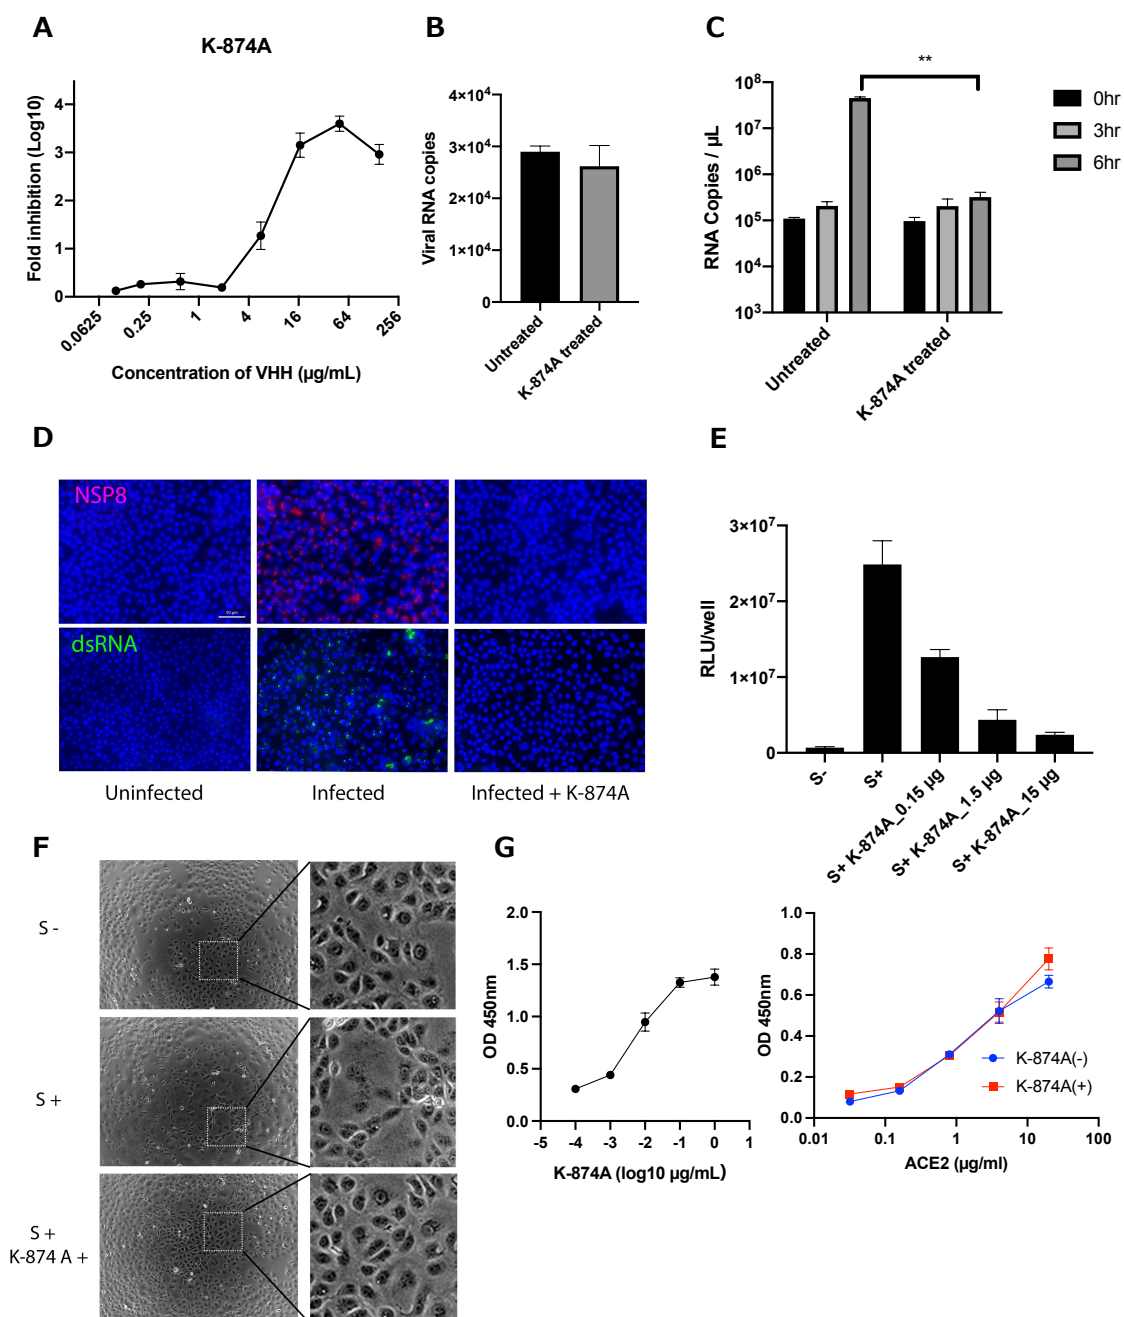 A
K-874A
Fold inhibition (Log10)
4
3
2
1
0
0.0625
0.25
1
4
16
64
256
Concentration of VHH (µg/mL)
B
Viral RNA copies
4×10⁴
3×10⁴
2×10⁴
1×10⁴
0
Untreated
K-874A treated
C
**
RNA Copies / µL
10⁸
10⁷
10⁶
10⁵
10⁴
10³
Untreated
K-874A treated
0hr
3hr
6hr
D
NSP8
50 µm
dsRNA
Uninfected
Infected
Infected + K-874A
E
RLU/well
3×10⁷
2×10⁷
1×10⁷
0
S-
S+
S+ K-874A_0.15 µg
S+ K-874A_1.5 µg
S+ K-874A_15 µg
F
S -
S +
S +
K-874 A +
G
OD 450nm
2.0
1.5
1.0
0.5
0.0
-5
-4
-3
-2
-1
0
1
K-874A (log10 µg/mL)
OD 450nm
1.0
0.8
0.6
0.4
0.2
0.0
0.01
0.1
1
10
100
ACE2 (µg/ml)
K-874A(-)
K-874A(+)